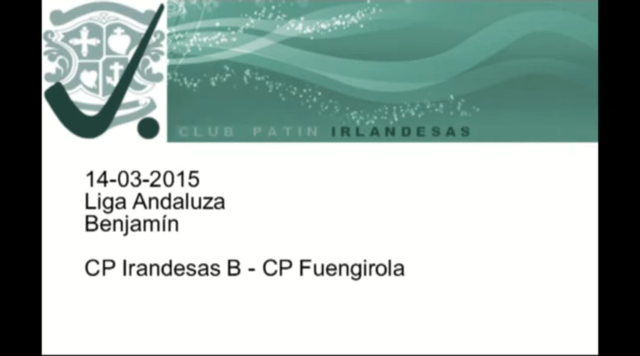 CLUB PATIN IRLANDESAS
14-03-2015
Liga Andaluza
Benjamín
CP Irandesas B - CP Fuengirola